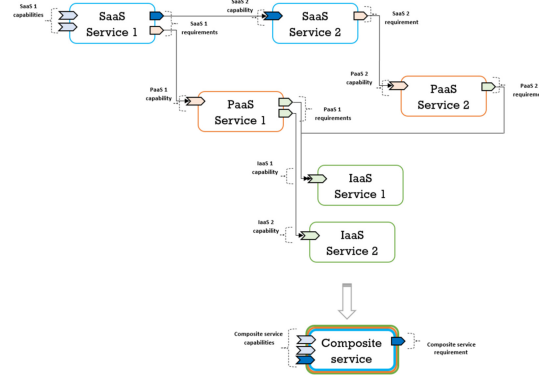 SaaS 1
capabilities
SaaS
Service 1
SaaS 1
requirements
SaaS 2
capability
SaaS
Service 2
SaaS 2
requirement
PaaS 1
capability
PaaS
Service 1
PaaS 1
requirements
PaaS 2
capability
PaaS
Service 2
PaaS 2
IaaS 1
capability
IaaS
Service 1
IaaS 2
capability
IaaS
Service 2
Composite service
capabilities
Composite
service
Composite service
requirement